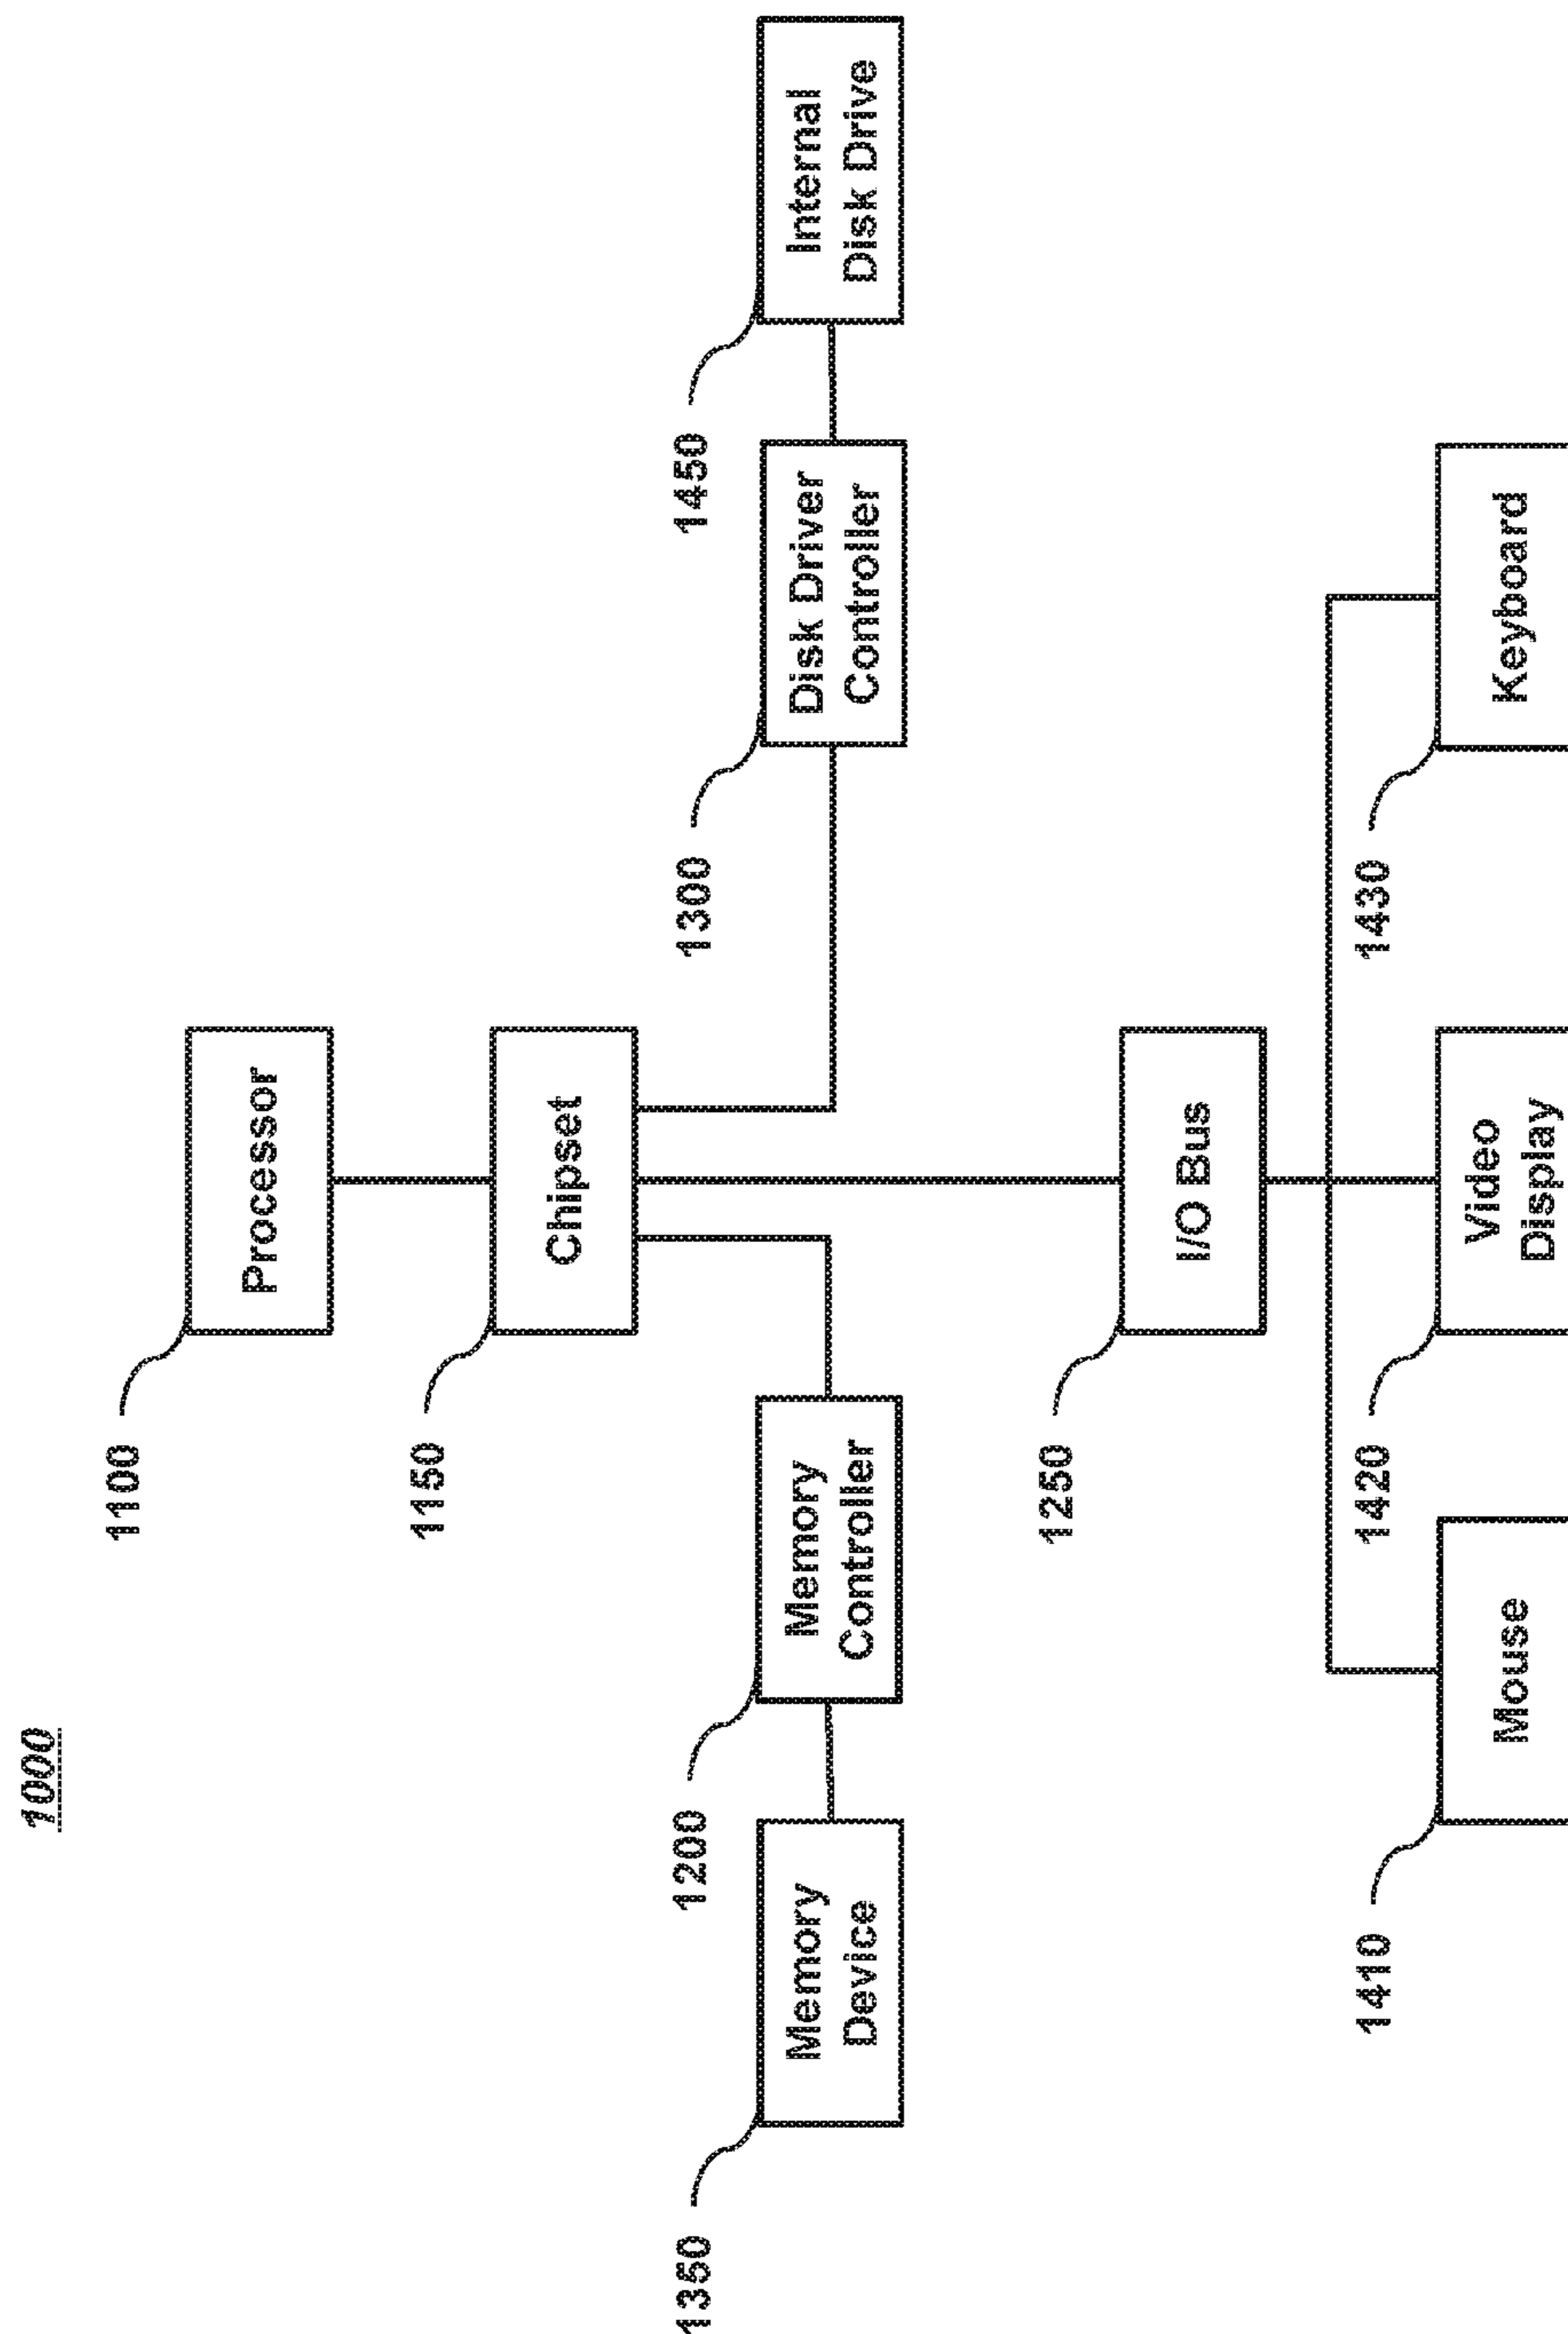 1000
1100
Processor
1150
Chipset
1350
Memory
Device
1200
Memory
Controller
1300
Disk Driver
Controller
1450
Internal
Disk Drive
1250
I/O Bus
1410
Mouse
1420
Video
Display
1430
Keyboard